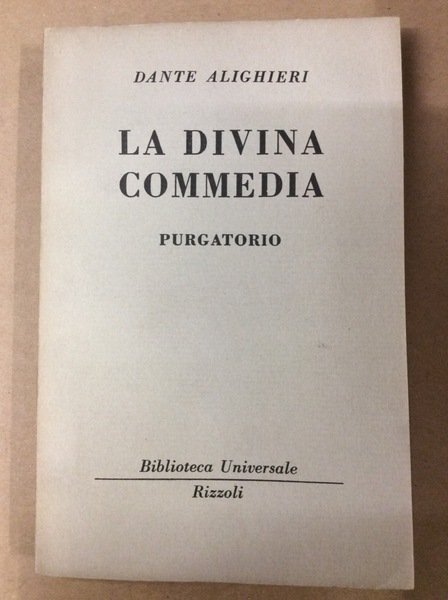 DANTE ALIGHIERI
LA DIVINA
COMMEDIA
PURGATORIO
Biblioteca Universale
Rizzoli